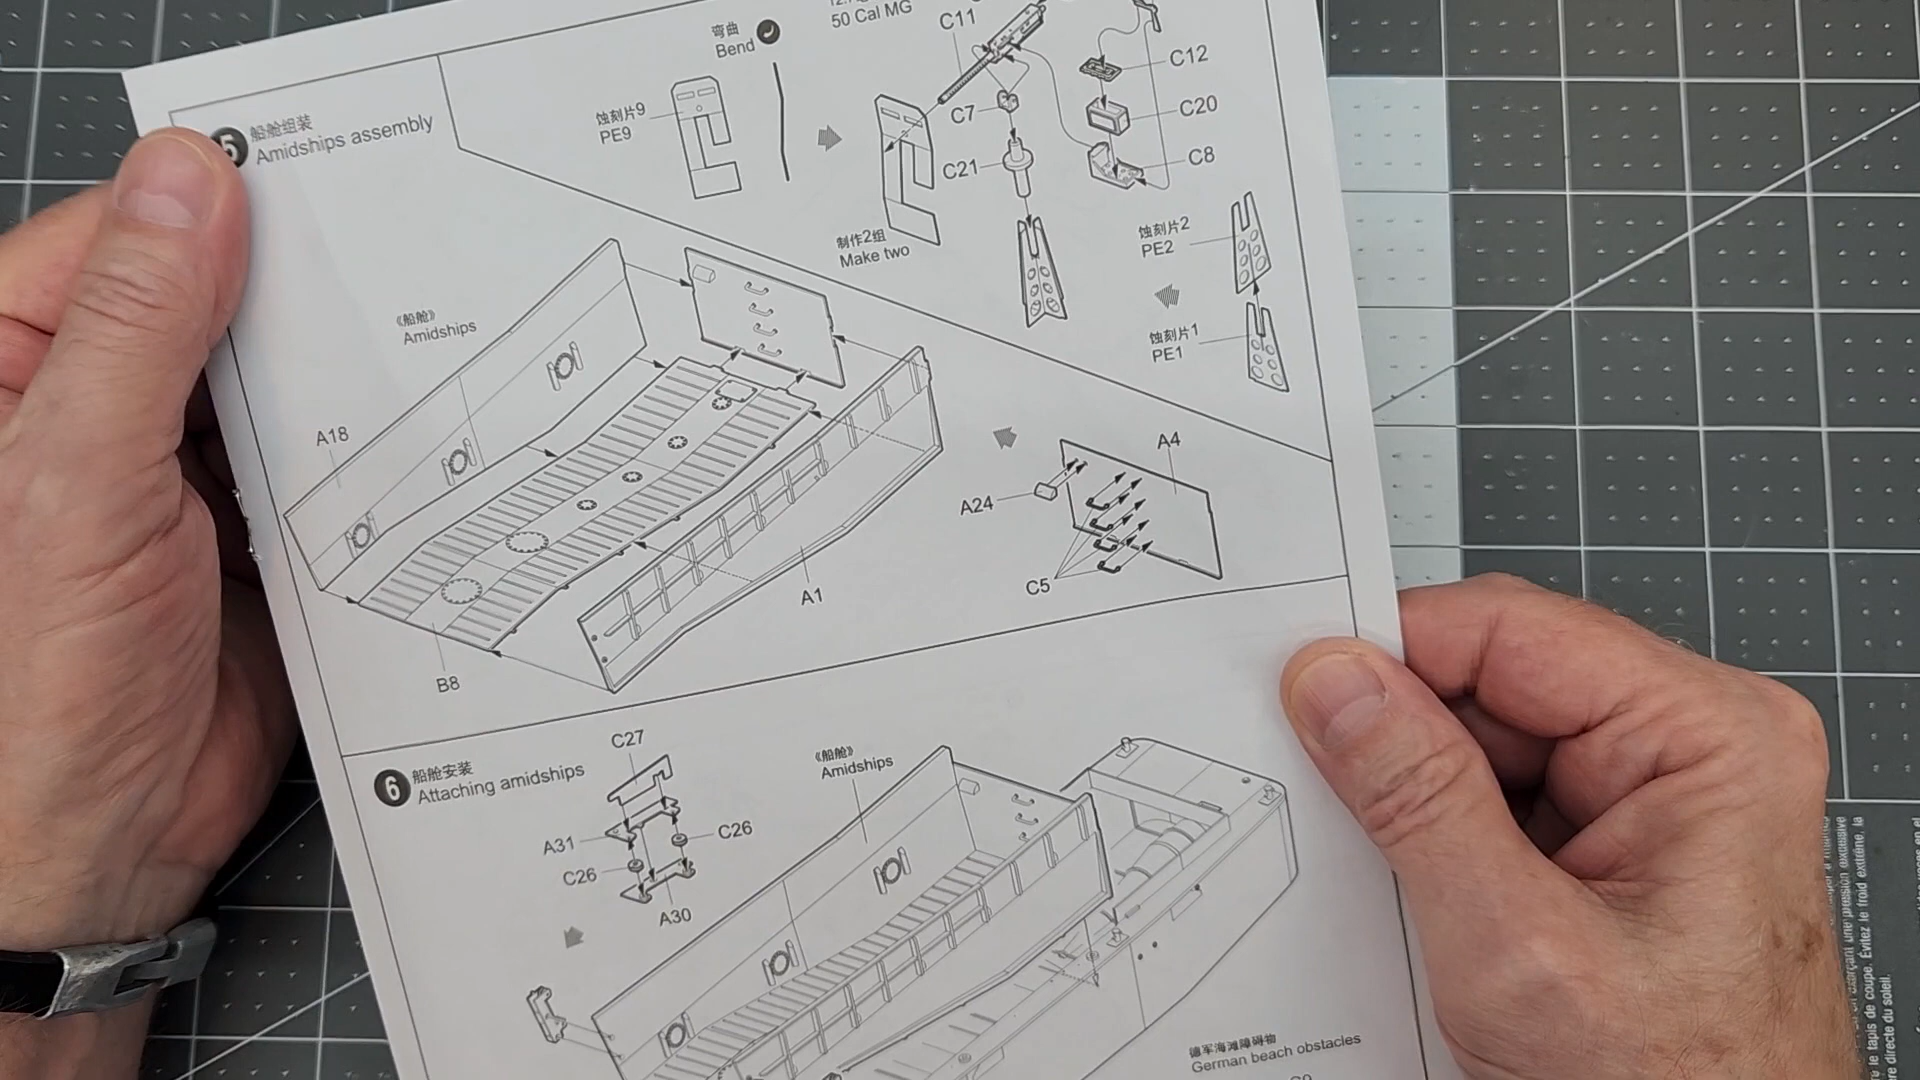 50 Cal MG
弯曲
Bend
C11
C12
蚀刻片9
PE9
C7
C20
C21
C8
制作2组
Make two
蚀刻片2
PE2
蚀刻片1
PE1
5 船舱组装
Amidships assembly
《船舱》
Amidships
A18
A4
A24
C5
A1
B8
6 船舱安装
Attaching amidships
C27
《船舱》
Amidships
A31
C26
C26
A30
德军海滩障碍物
German beach obstacles